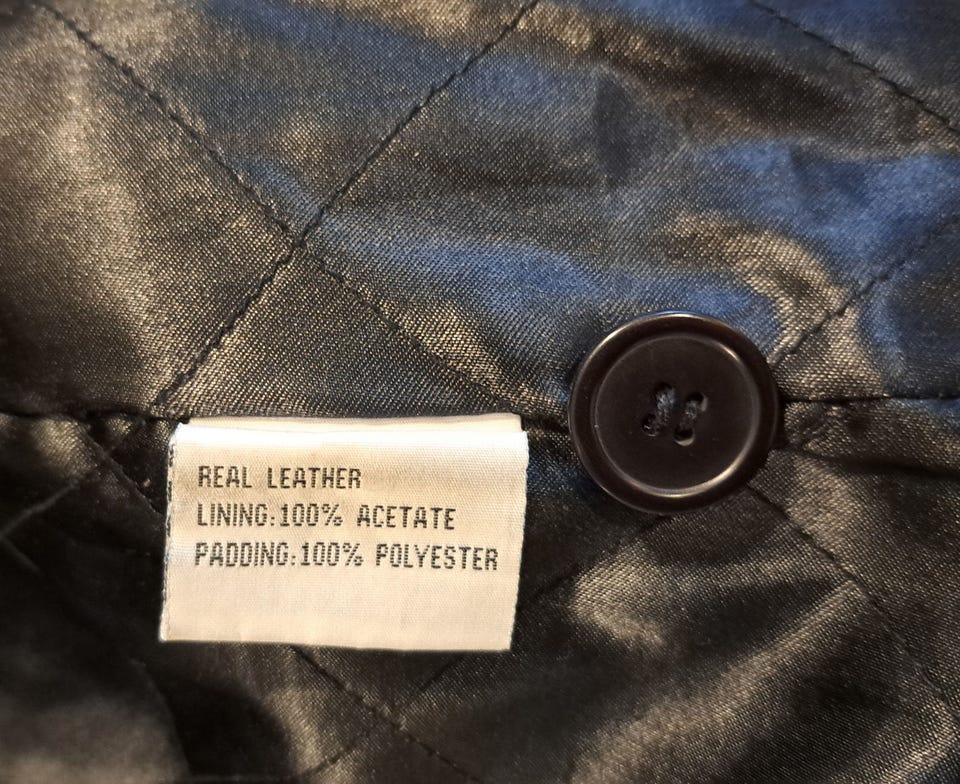 REAL LEATHER
LINING:100% ACETATE
PADDING:100% POLYESTER